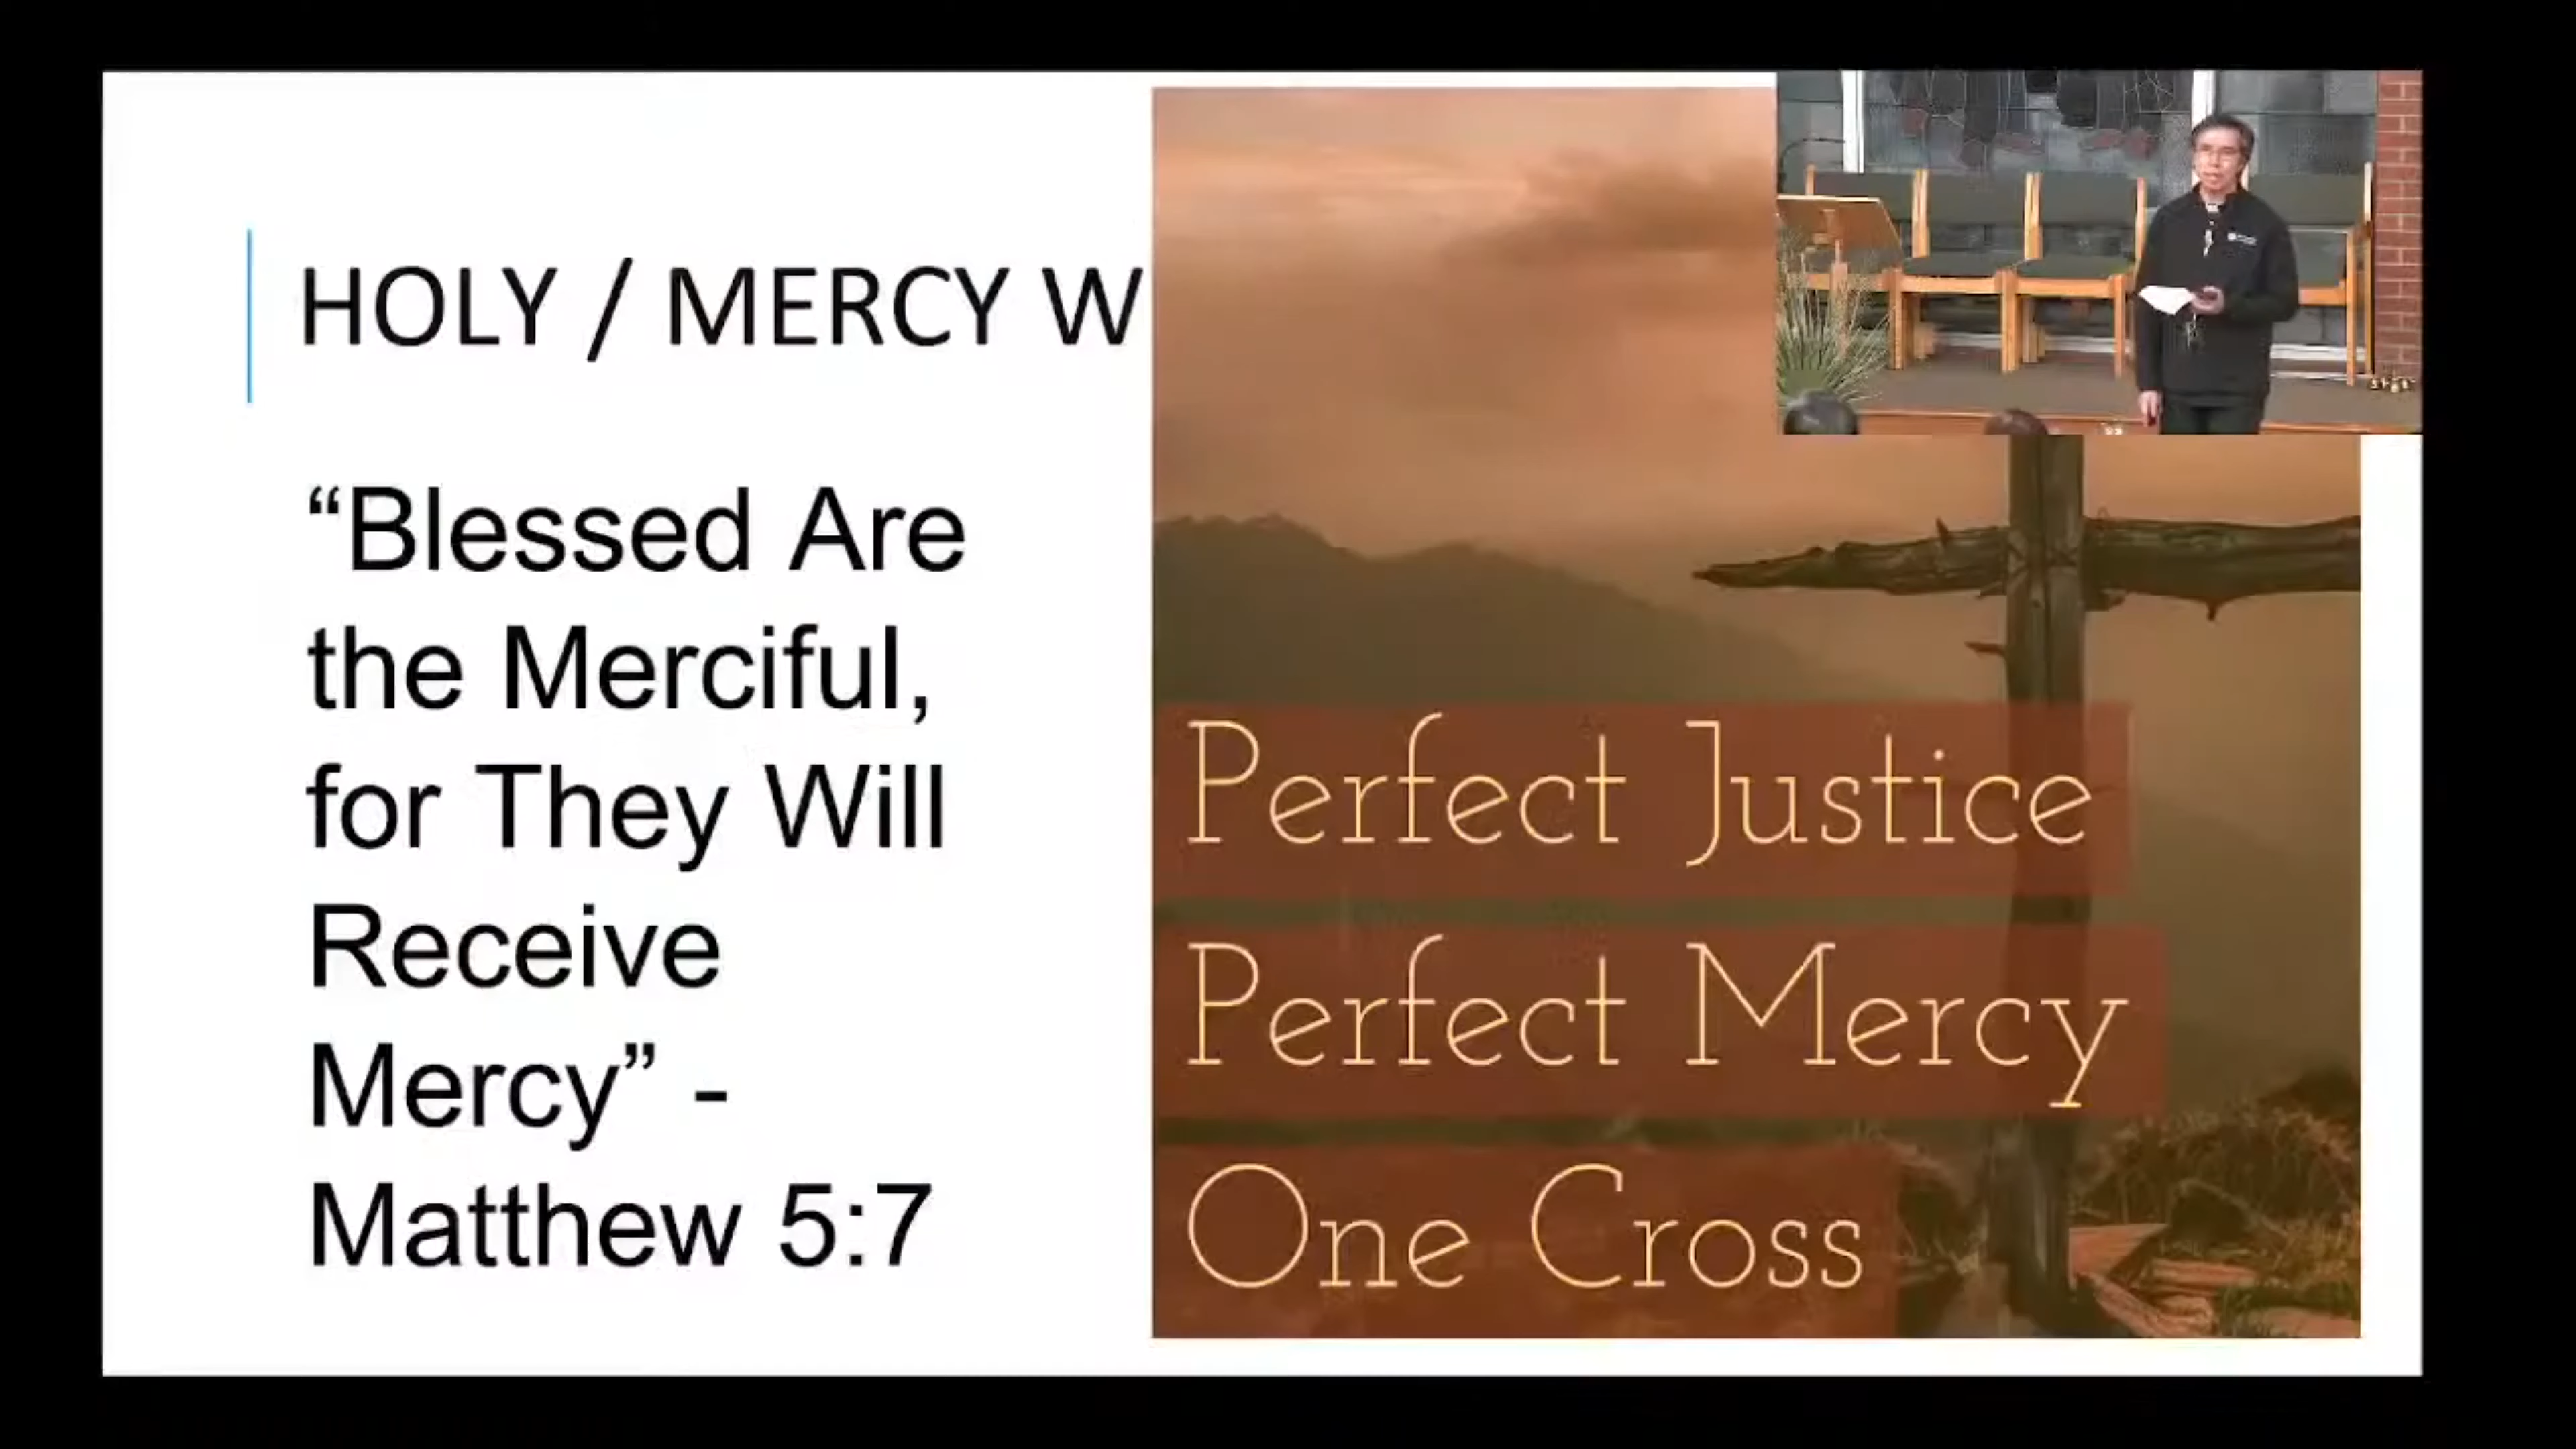 HOLY / MERCY W
“Blessed Are
the Merciful,
for They Will
Receive
Mercy” -
Matthew 5:7
Perfect Justice
Perfect Mercy
One Cross